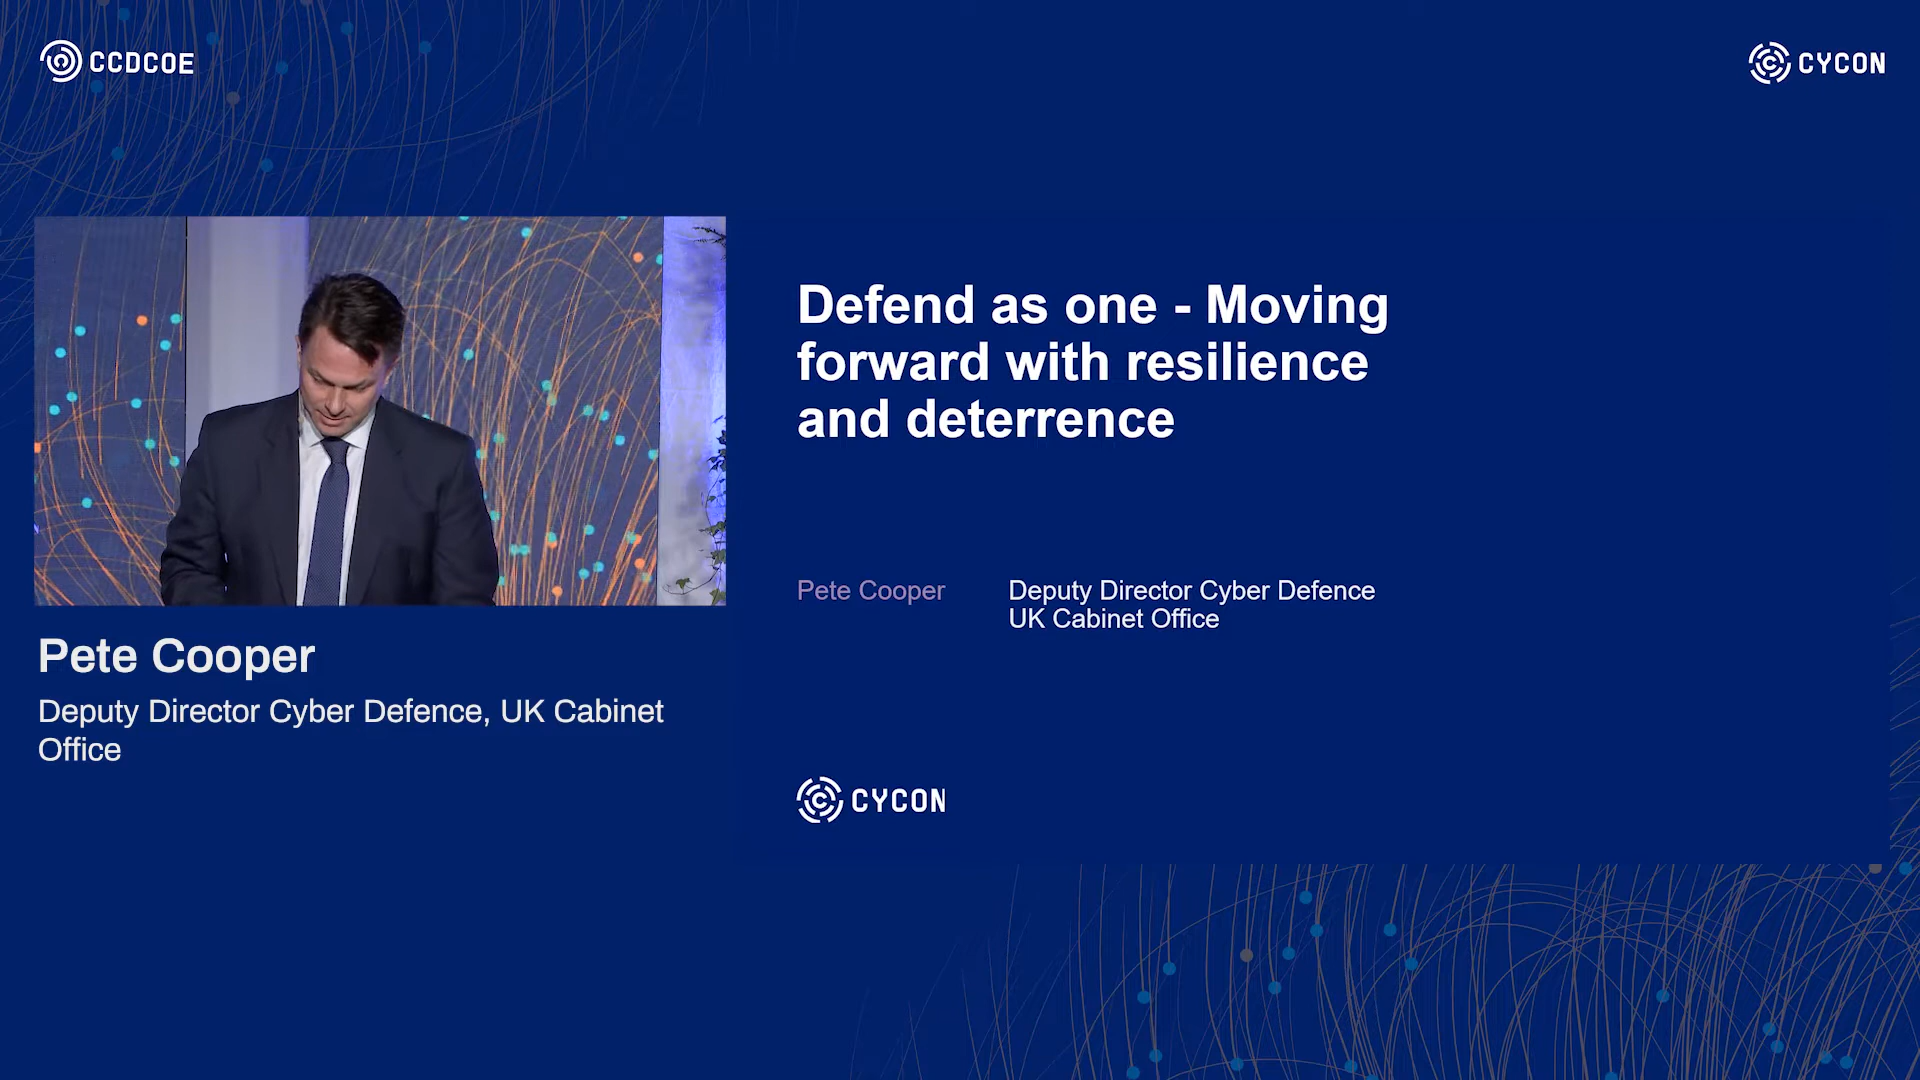 CCDCOE
CYCON
Defend as one - Moving
forward with resilience
and deterrence
Pete Cooper
Deputy Director Cyber Defence
UK Cabinet Office
CYCON
Pete Cooper
Deputy Director Cyber Defence, UK Cabinet
Office